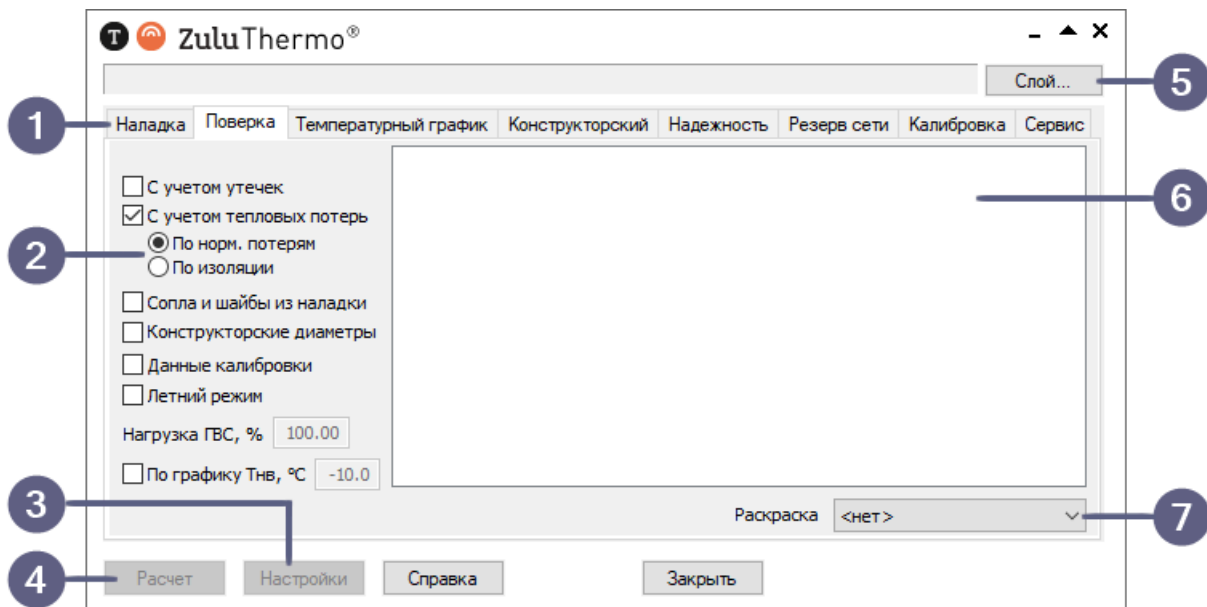 T ZuluThermo®
Слой...
5
1
Наладка Поверка Температурный график Конструкторский Надежность Резерв сети Калибровка Сервис
С учетом утечек
6
С учетом тепловых потерь
2
По норм. потерям
По изоляции
Сопла и шайбы из наладки
Конструкторские диаметры
Данные калибровки
Летний режим
Нагрузка ГВС, % 100.00
По графику Тнв, °С -10.0
3
Раскраска <нет>
7
4
Расчет Настройки Справка Закрыть